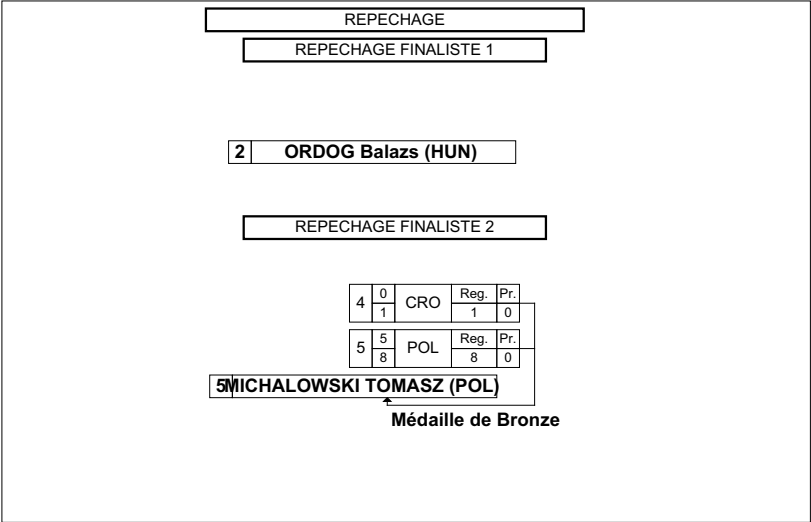 REPECHAGE
REPECHAGE FINALISTE 1
2 ORDOG Balazs (HUN)
REPECHAGE FINALISTE 2
4 0 CRO Reg. Pr.
1 1 0
5 5 POL Reg. Pr.
8 8 0
5 MICHALOWSKI TOMASZ (POL)
Médaille de Bronze